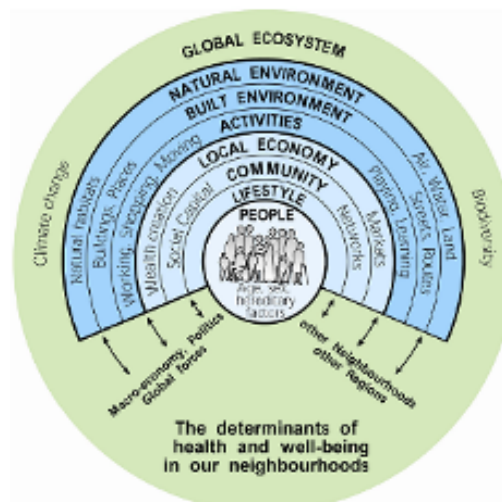 GLOBAL ECOSYSTEM
NATURAL ENVIRONMENT
BUILT ENVIRONMENT
ACTIVITIES
LOCAL ECONOMY
COMMUNITY
LIFESTYLE
PEOPLE
Age, sex,
hereditary
factors
Climate change
Natural habitats
Buildings, Places
Working, Shopping, Moving
Wealth creation
Social Capital
Networks
Markets
Playing, Learning
Streets, Routes
Air, Water, Land
Biodiversity
Macro-economy, Politics
Global forces
other Neighbourhoods
other Regions
The determinants of
health and well-being
in our neighbourhoods